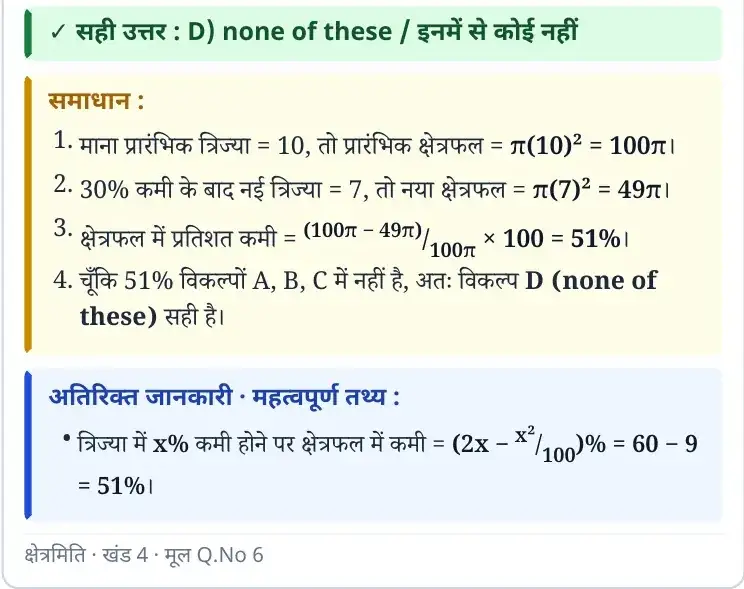 ✓ सही उत्तर : D) none of these / इनमें से कोई नहीं
समाधान :
1. माना प्रारंभिक त्रिज्या = 10, तो प्रारंभिक क्षेत्रफल = π(10)² = 100π।
2. 30% कमी के बाद नई त्रिज्या = 7, तो नया क्षेत्रफल = π(7)² = 49π।
3. क्षेत्रफल में प्रतिशत कमी = (100π − 49π)/100π × 100 = 51%।
4. चूँकि 51% विकल्पों A, B, C में नहीं है, अतः विकल्प D (none of
these) सही है।
अतिरिक्त जानकारी · महत्वपूर्ण तथ्य :
• त्रिज्या में x% कमी होने पर क्षेत्रफल में कमी = (2x − x²/100)% = 60 − 9
= 51%।
क्षेत्रमिति · खंड 4 · मूल Q.No 6